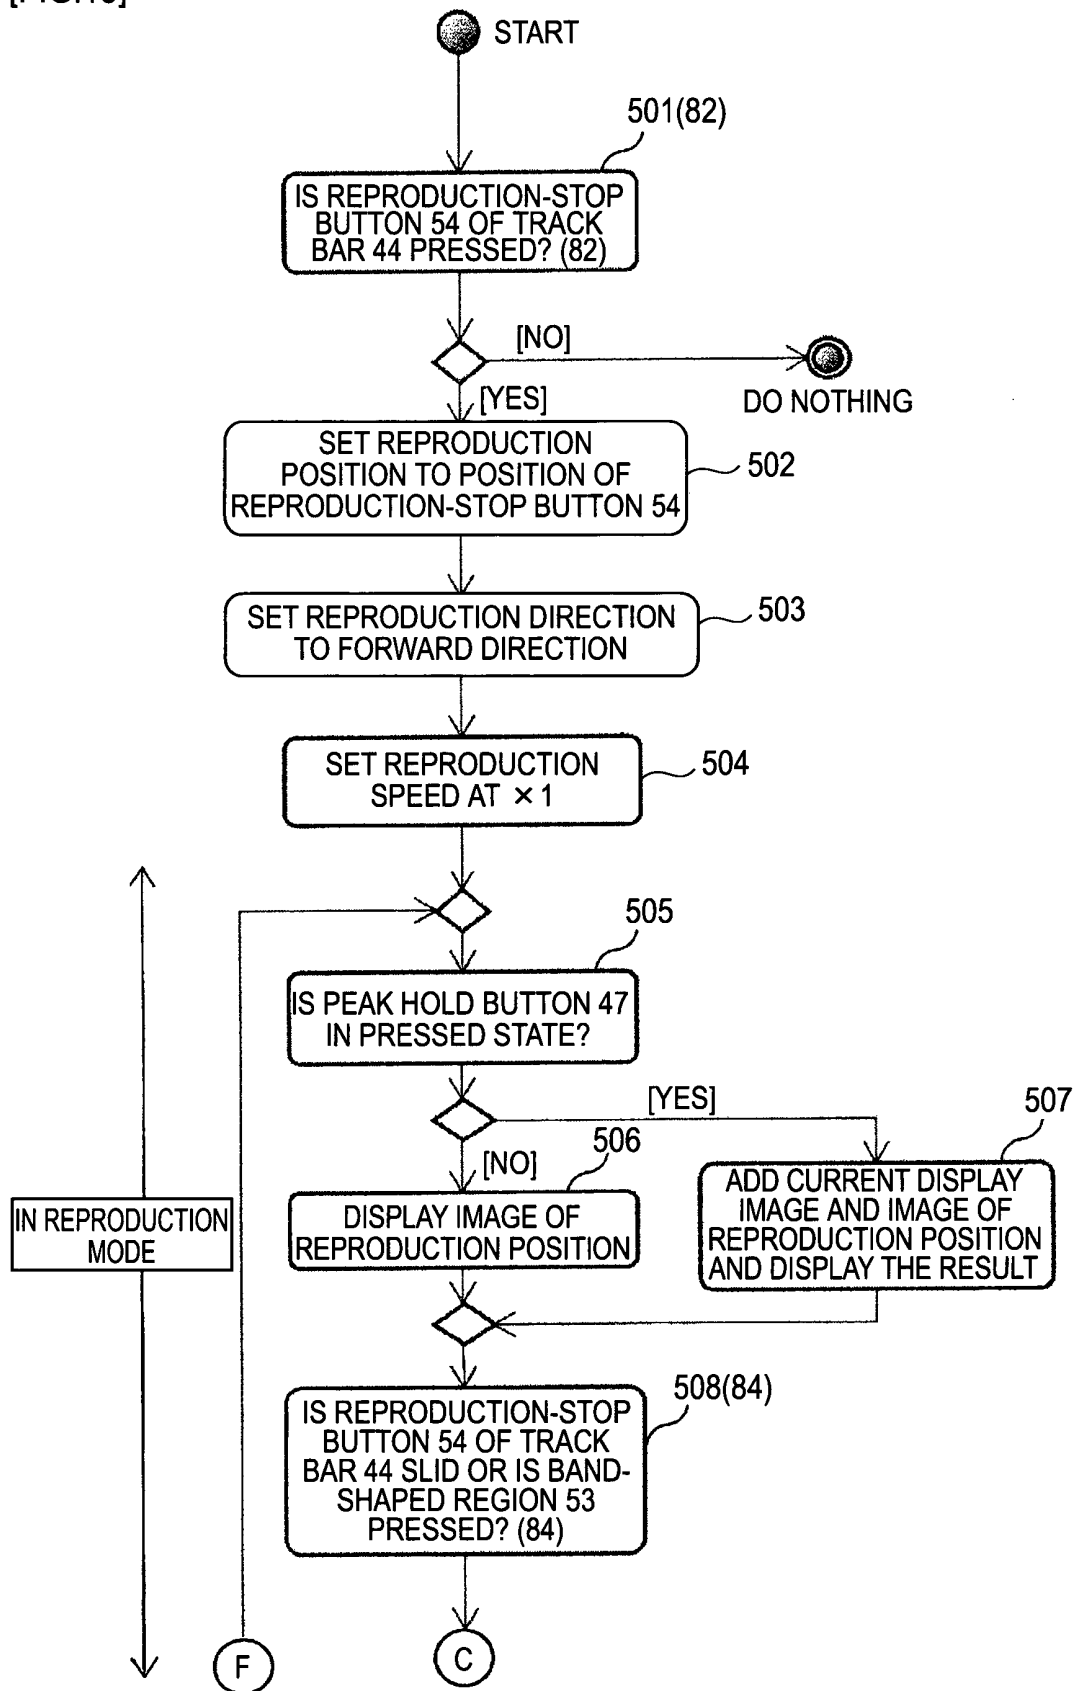 START
501(82)
IS REPRODUCTION-STOP
BUTTON 54 OF TRACK
BAR 44 PRESSED? (82)
[NO]
DO NOTHING
[YES]
SET REPRODUCTION
POSITION TO POSITION OF
REPRODUCTION-STOP BUTTON 54
502
SET REPRODUCTION DIRECTION
TO FORWARD DIRECTION
503
SET REPRODUCTION
SPEED AT ×1
504
505
IS PEAK HOLD BUTTON 47
IN PRESSED STATE?
[YES]
507
[NO]
506
IN REPRODUCTION
MODE
DISPLAY IMAGE OF
REPRODUCTION POSITION
ADD CURRENT DISPLAY
IMAGE AND IMAGE OF
REPRODUCTION POSITION
AND DISPLAY THE RESULT
508(84)
IS REPRODUCTION-STOP
BUTTON 54 OF TRACK
BAR 44 SLID OR IS BAND-
SHAPED REGION 53
PRESSED? (84)
F
C